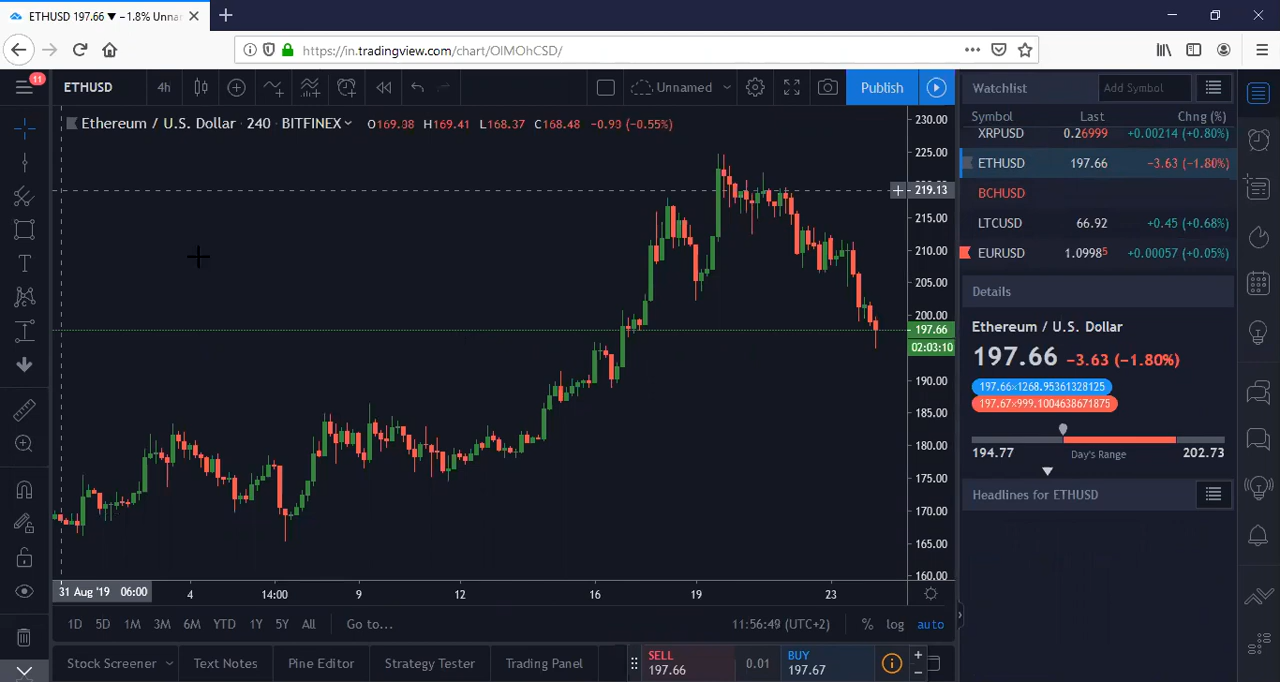 ETHUSD 197.66 ▼ −1.8% Unna
https://in.tradingview.com/chart/OIMOhCSD/
11
ETHUSD 4h Unnamed Publish
Watchlist Add Symbol
Ethereum / U.S. Dollar · 240 · BITFINEX O169.38 H169.41 L168.37 C168.48 −0.93 (−0.55%)
Symbol Last Chng (%)
XRPUSD 0.26999 +0.00214 (+0.80%)
ETHUSD 197.66 −3.63 (−1.80%)
BCHUSD
LTCUSD 66.92 +0.45 (+0.68%)
EURUSD 1.09985 +0.00057 (+0.05%)
Details
Ethereum / U.S. Dollar
197.66 −3.63 (−1.80%)
197.66×1268.95361328125
197.67×999.1004638671875
194.77 Day's Range 202.73
Headlines for ETHUSD
230.00
225.00
219.13
215.00
210.00
205.00
200.00
197.66
02:03:10
190.00
185.00
180.00
175.00
170.00
165.00
160.00
31 Aug '19 06:00 4 14:00 9 12 16 19 23
1D 5D 1M 3M 6M YTD 1Y 5Y All Go to... 11:56:49 (UTC+2) % log auto
Stock Screener Text Notes Pine Editor Strategy Tester Trading Panel
SELL 197.66 0.01 BUY 197.67